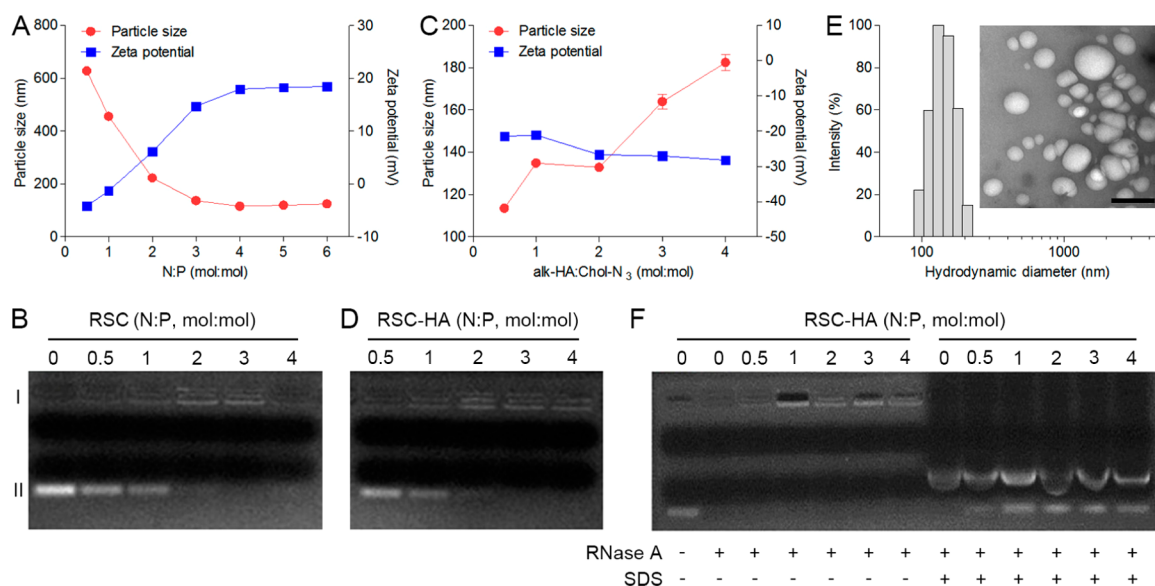 A
Particle size
Zeta potential
Particle size (nm)
800
600
400
200
0
30
20
10
0
-10
Zeta potential (mV)
0 1 2 3 4 5 6
N:P (mol:mol)
C
Particle size
Zeta potential
Particle size (nm)
200
180
160
140
120
100
10
0
-10
-20
-30
-40
-50
Zeta potential (mV)
0 1 2 3 4
alk-HA:Chol-N3 (mol:mol)
E
Intensity (%)
100
80
60
40
20
0
100 1000
Hydrodynamic diameter (nm)
B
RSC (N:P, mol:mol)
0 0.5 1 2 3 4
I
II
D
RSC-HA (N:P, mol:mol)
0.5 1 2 3 4
F
RSC-HA (N:P, mol:mol)
0 0 0.5 1 2 3 4 0 0.5 1 2 3 4
RNase A - + + + + + + + + + + + +
SDS - - - - - - - + + + + + +